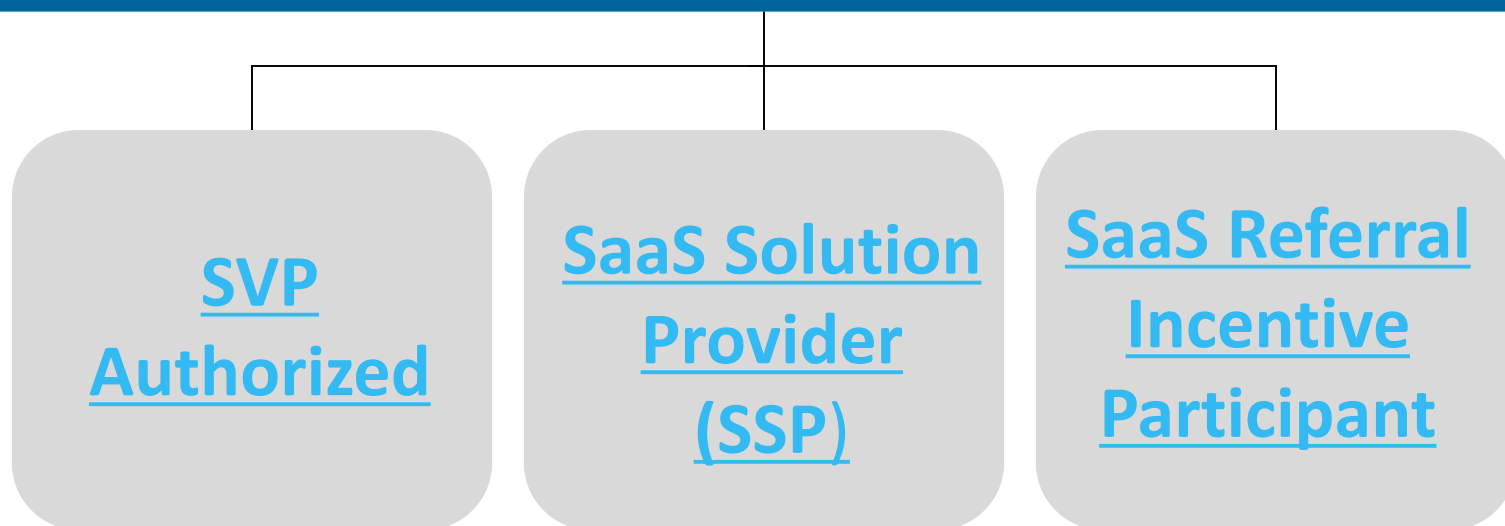 SVP
Authorized
SaaS Solution
Provider
(SSP)
SaaS Referral
Incentive
Participant